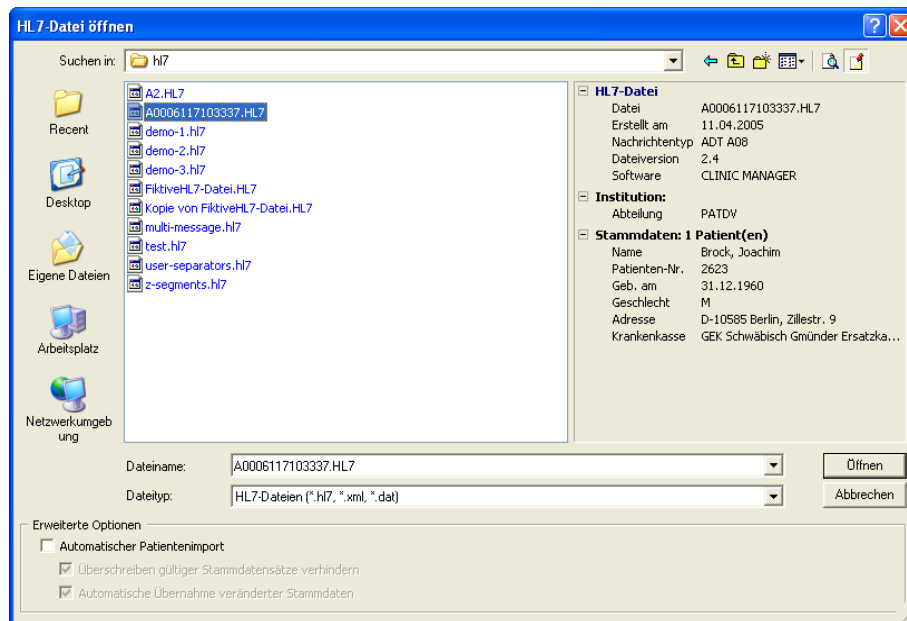 HL7-Datei öffnen
Suchen in:
hl7
Recent
Desktop
Eigene Dateien
Arbeitsplatz
Netzwerkumgeb
ung
A2.HL7
A0006117103337.HL7
demo-1.hl7
demo-2.hl7
demo-3.hl7
FiktiveHL7-Datei.HL7
Kopie von FiktiveHL7-Datei.HL7
multi-message.hl7
test.hl7
user-separators.hl7
z-segments.hl7
HL7-Datei
Datei A0006117103337.HL7
Erstellt am 11.04.2005
Nachrichtentyp ADT A08
Dateiversion 2.4
Software CLINIC MANAGER
Institution:
Abteilung PATDV
Stammdaten: 1 Patient(en)
Name Brock, Joachim
Patienten-Nr. 2623
Geb. am 31.12.1960
Geschlecht M
Adresse D-10585 Berlin, Zillestr. 9
Krankenkasse GEK Schwäbisch Gmünder Ersatzka...
Dateiname: A0006117103337.HL7
Öffnen
Dateityp: HL7-Dateien (*.hl7, *.xml, *.dat)
Abbrechen
Erweiterte Optionen
Automatischer Patientenimport
Überschreiben gültiger Stammdatensätze verhindern
Automatische Übernahme veränderter Stammdaten